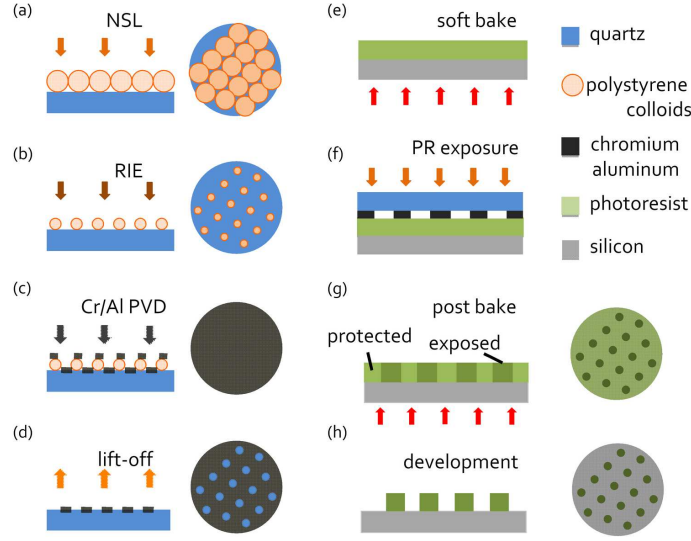 (a)
NSL
(b)
RIE
(c)
Cr/Al PVD
(d)
lift-off
(e)
soft bake
(f)
PR exposure
(g)
post bake
protected
exposed
(h)
development
quartz
polystyrene
colloids
chromium
aluminum
photoresist
silicon